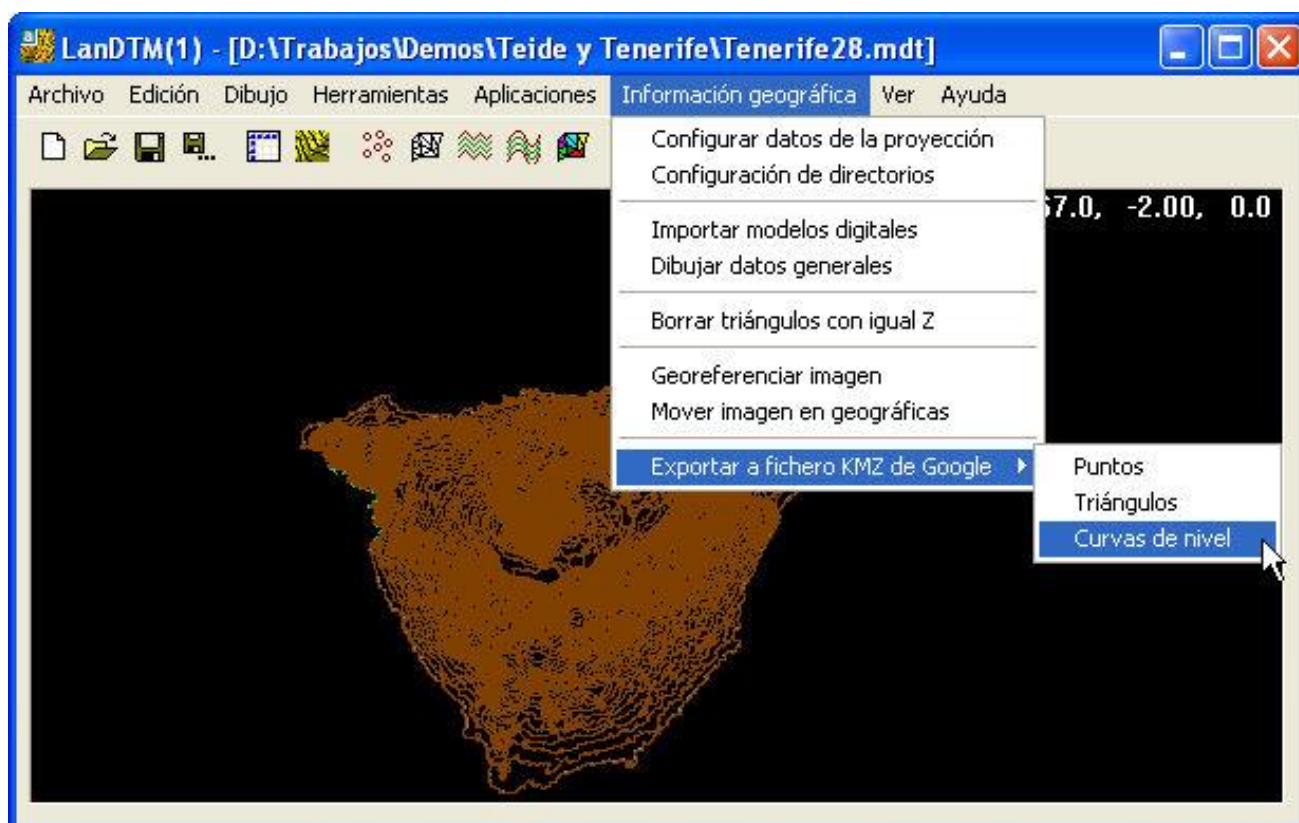 LanDTM(1) - [D:\Trabajos\Demos\Teide y Tenerife\Tenerife28.mdt]
Archivo Edición Dibujo Herramientas Aplicaciones Información geográfica Ver Ayuda
Configurar datos de la proyección
Configuración de directorios
7.0, -2.00, 0.0
Importar modelos digitales
Dibujar datos generales
Borrar triángulos con igual Z
Georeferenciar imagen
Mover imagen en geográficas
Exportar a fichero KMZ de Google
Puntos
Triángulos
Curvas de nivel